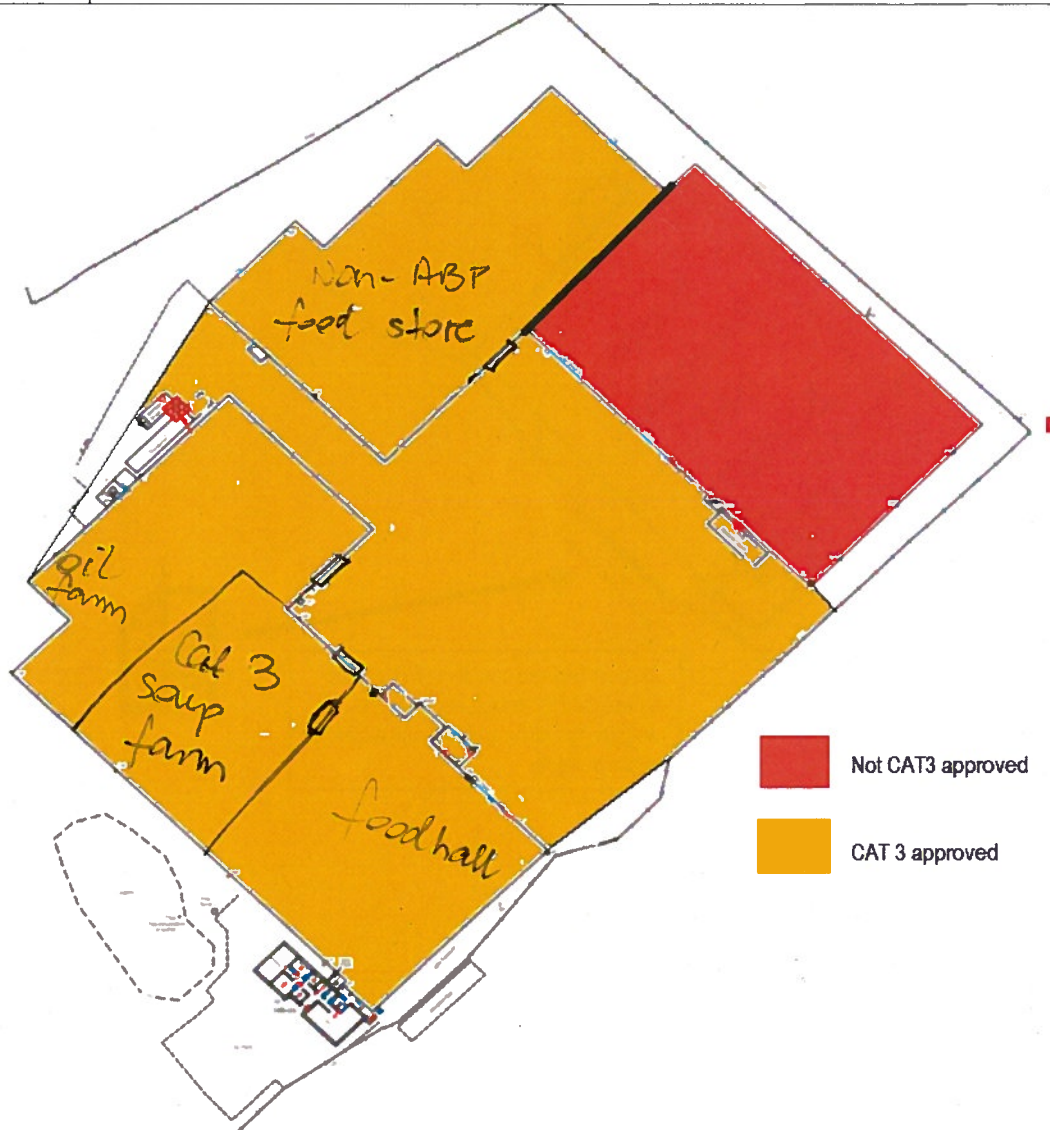 Non-ABP
food store
oil
farm
Cat 3
soup
farm
foodhall
Not CAT3 approved
CAT 3 approved